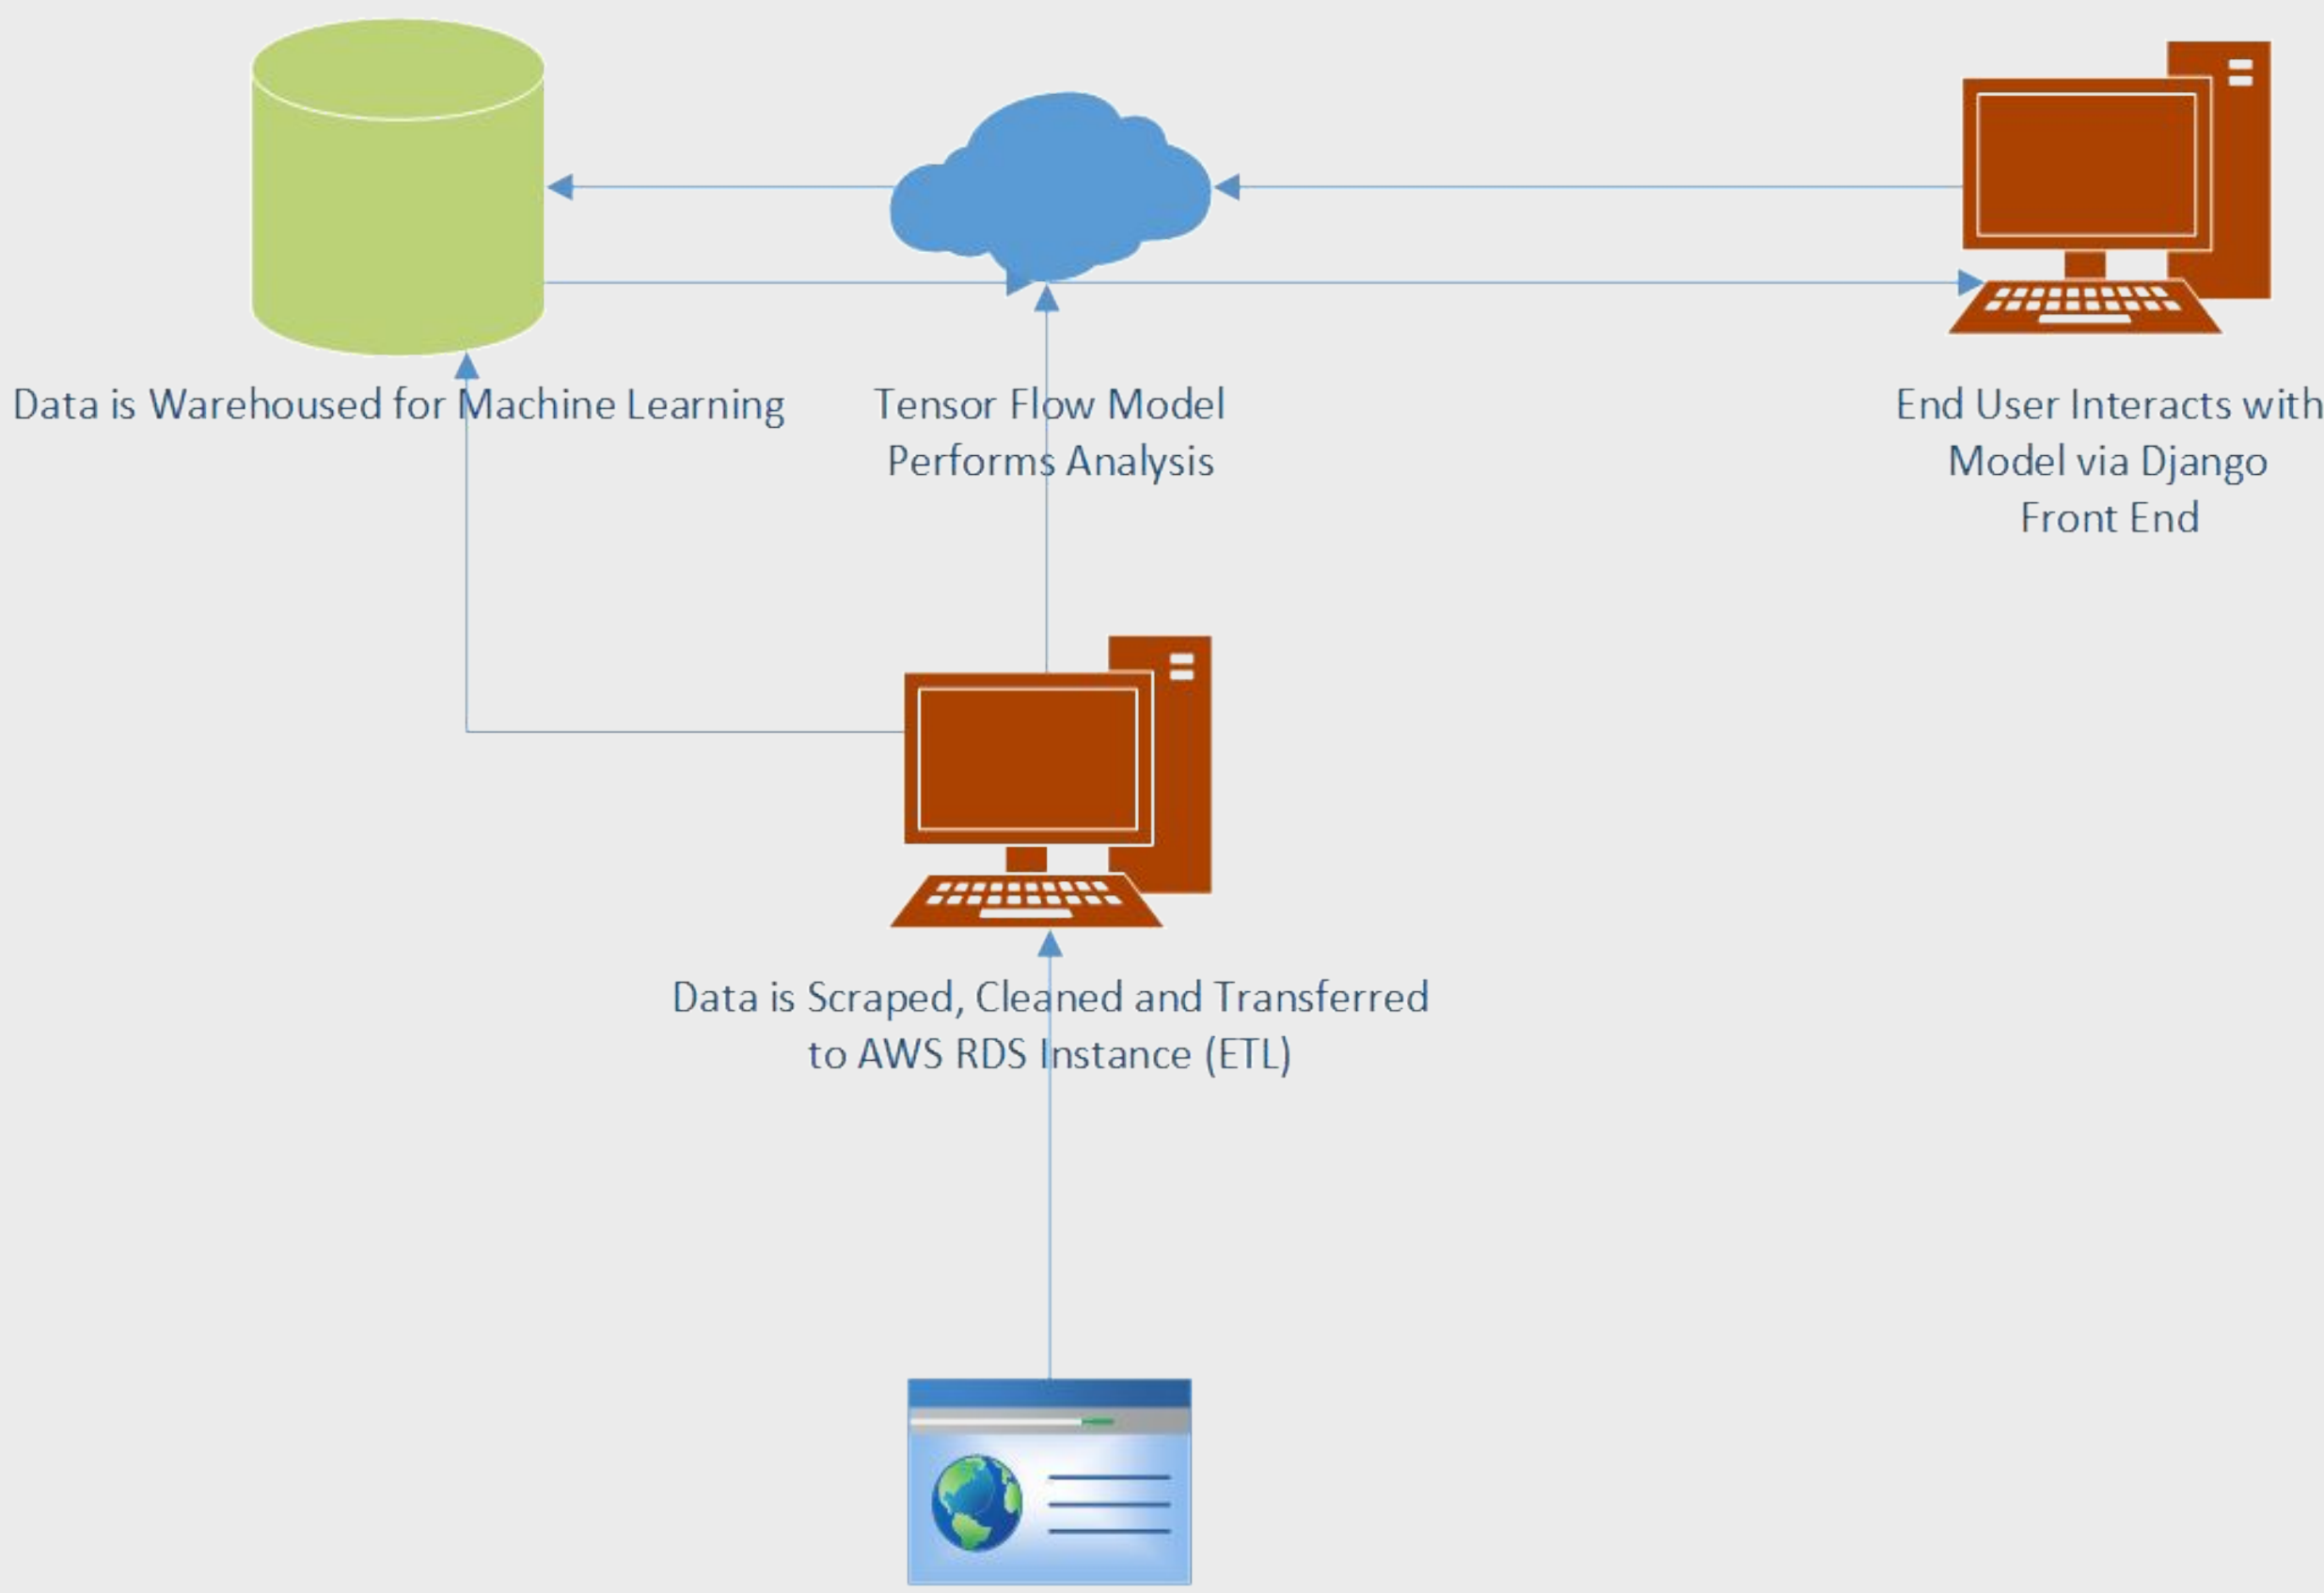 Data is Warehoused for Machine Learning
Tensor Flow Model
Performs Analysis
End User Interacts with
Model via Django
Front End
Data is Scraped, Cleaned and Transferred
to AWS RDS Instance (ETL)